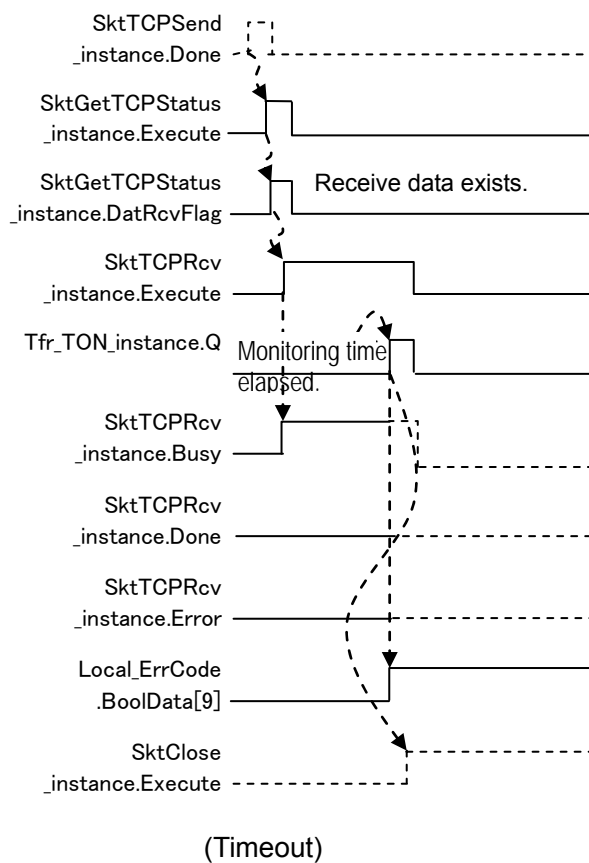 SktTCPSend
_instance.Done
SktGetTCPStatus
_instance.Execute
SktGetTCPStatus
_instance.DatRcvFlag
Receive data exists.
SktTCPRcv
_instance.Execute
Tfr_TON_instance.Q
Monitoring time
elapsed.
SktTCPRcv
_instance.Busy
SktTCPRcv
_instance.Done
SktTCPRcv
_instance.Error
Local_ErrCode
.BoolData[9]
SktClose
_instance.Execute
(Timeout)